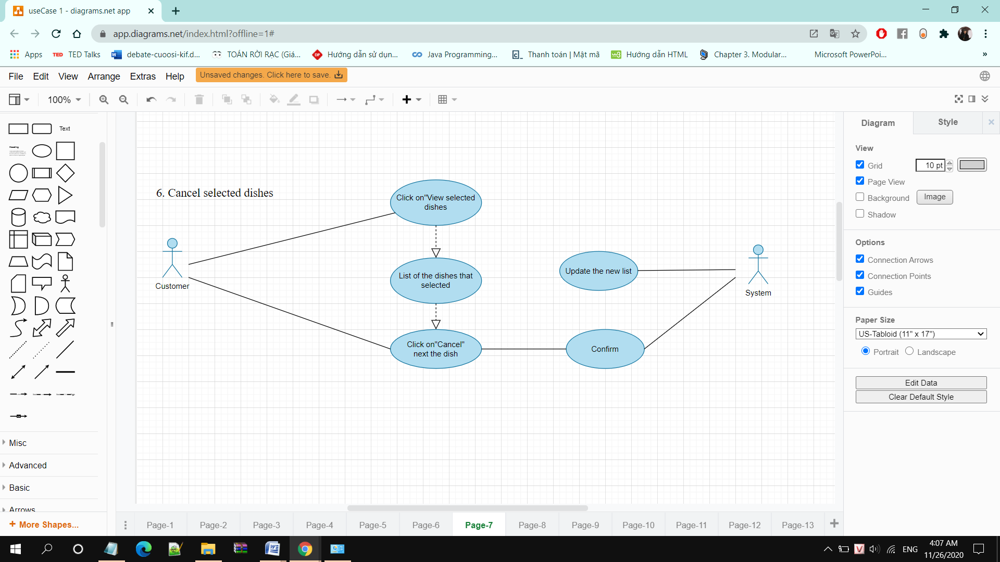 useCase 1 - diagrams.net app
app.diagrams.net/index.html?offline=1#
Apps
TED TED Talks
debate-cuoosi-kif.d...
TOÁN RỜI RẠC (Giá...
Hướng dẫn sử dụn...
Java Programming...
Thanh toán | Mật mã
Hướng dẫn HTML
Chapter 3. Modular...
Microsoft PowerPoi...
»
File Edit View Arrange Extras Help
Unsaved changes. Click here to save.
100%
Text
Heading
Misc
Advanced
Basic
Arrows
+ More Shapes...
6. Cancel selected dishes
Click on"View selected
dishes
List of the dishes that
selected
Click on"Cancel"
next the dish
Update the new list
Confirm
Customer
System
Diagram
Style
View
Grid
10 pt
Page View
Background
Image
Shadow
Options
Connection Arrows
Connection Points
Guides
Paper Size
US-Tabloid (11" x 17")
Portrait
Landscape
Edit Data
Clear Default Style
Page-1 Page-2 Page-3 Page-4 Page-5 Page-6 Page-7 Page-8 Page-9 Page-10 Page-11 Page-12 Page-13
ENG
4:07 AM
11/26/2020